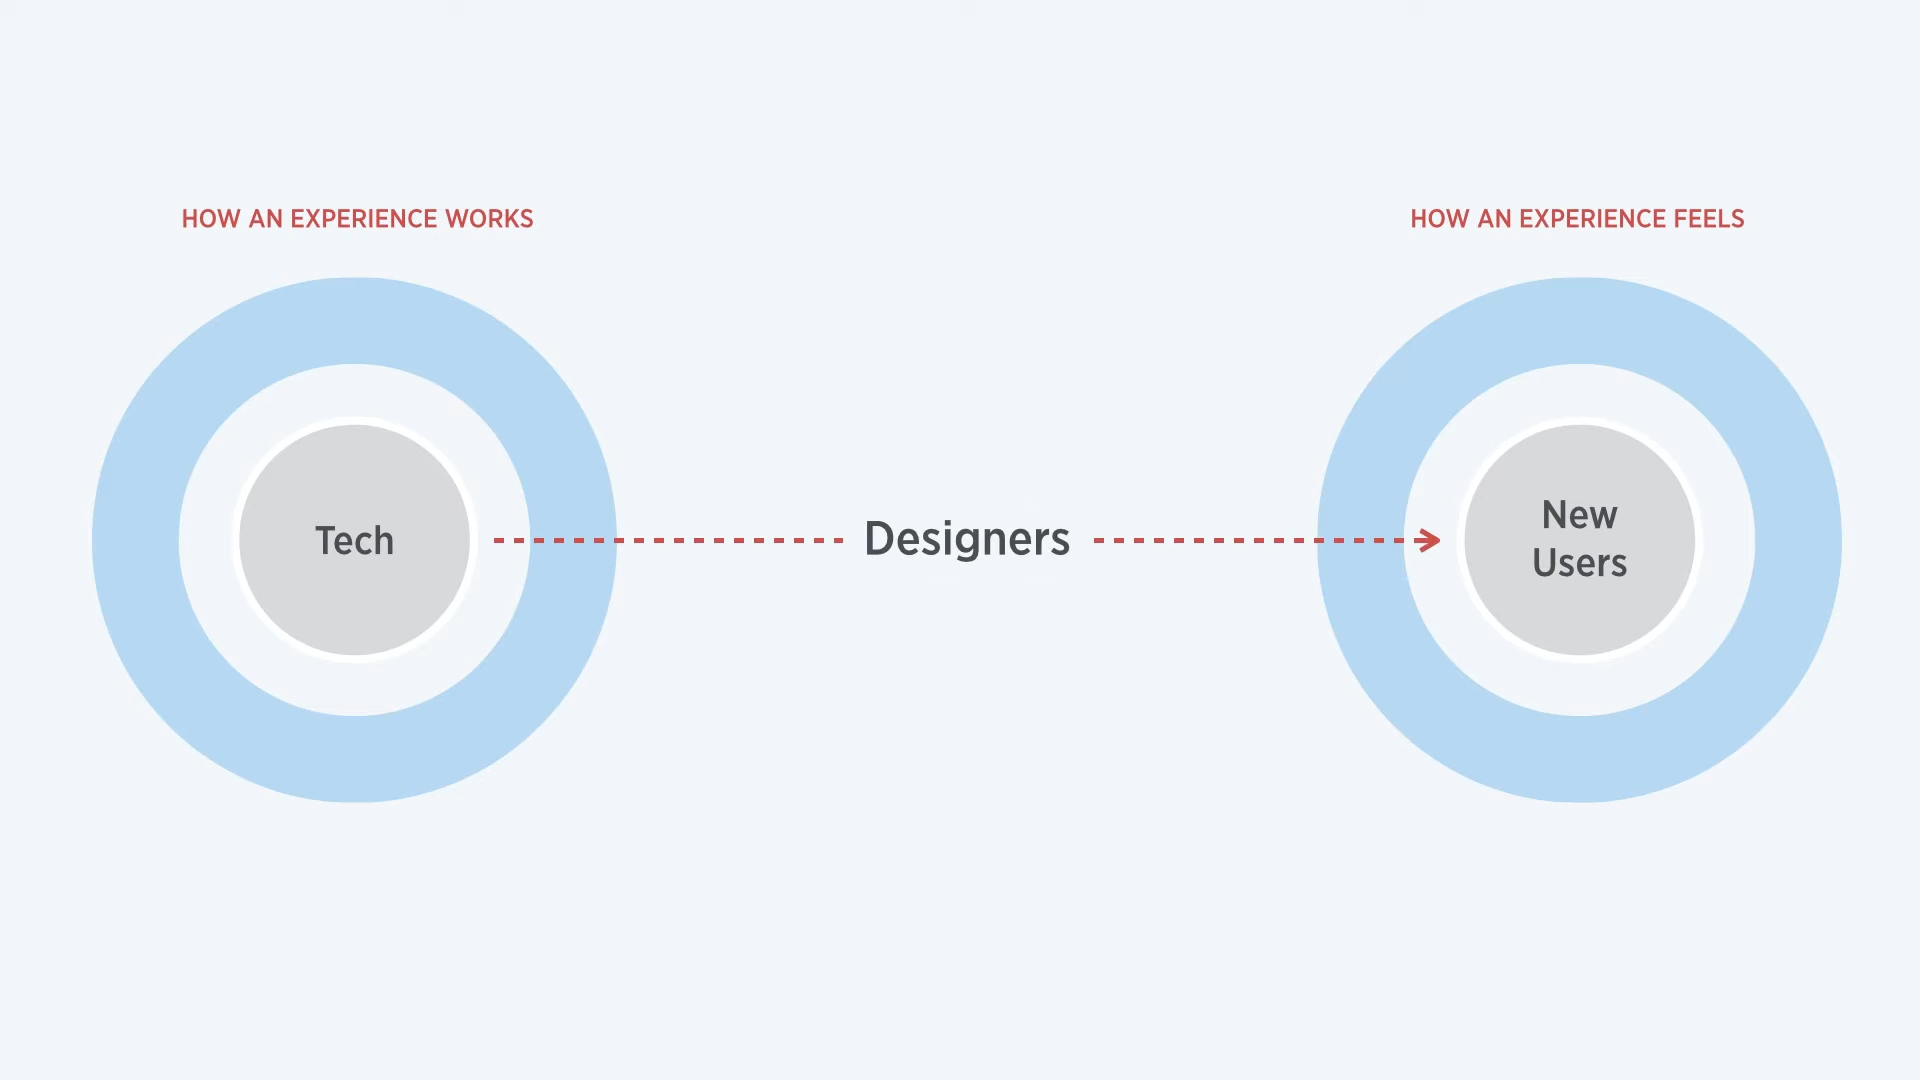 HOW AN EXPERIENCE WORKS
HOW AN EXPERIENCE FEELS
Tech
Designers
New
Users